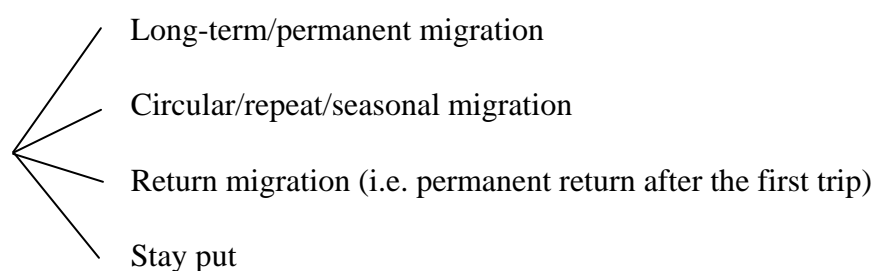 Long-term/permanent migration
Circular/repeat/seasonal migration
Return migration (i.e. permanent return after the first trip)
Stay put